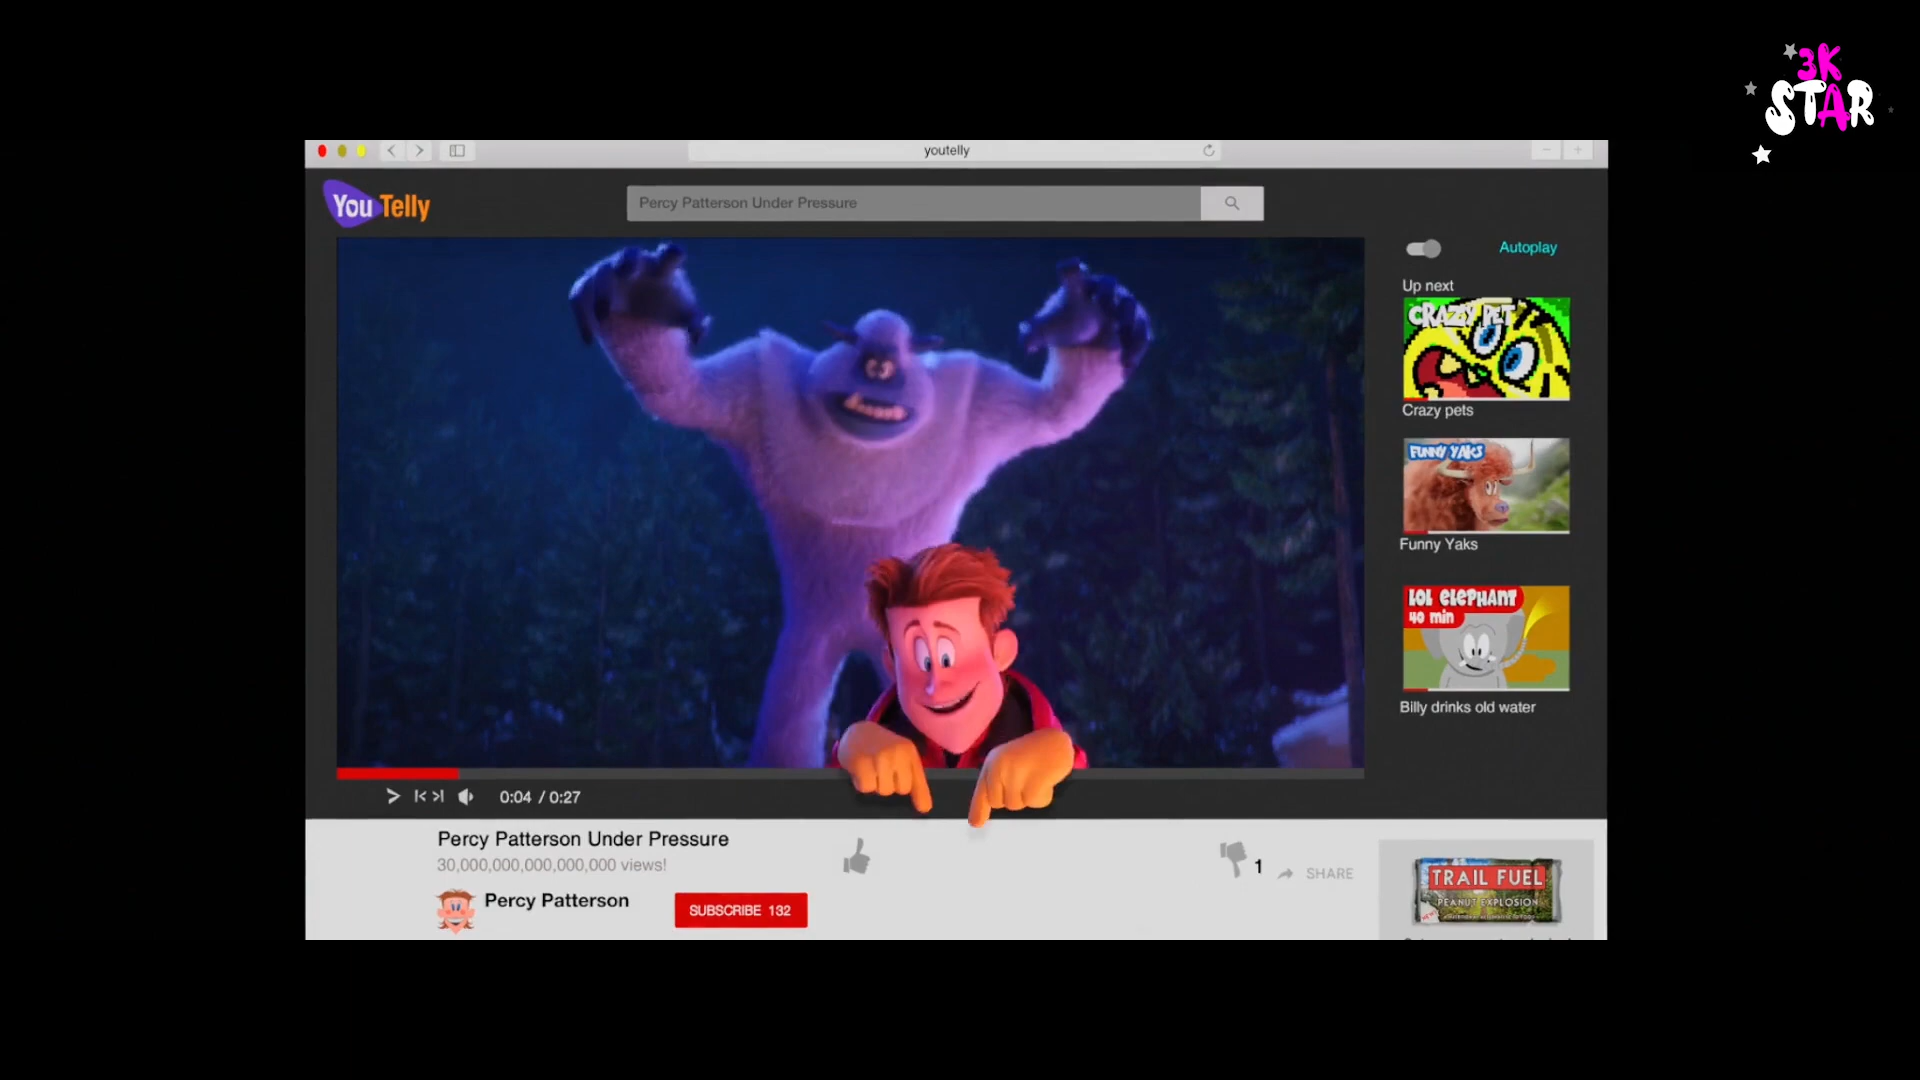 3K
STAR
youtelly
YouTelly
Percy Patterson Under Pressure
Autoplay
Up next
CRAZY PET
Crazy pets
FUNNY YAKS
Funny Yaks
LOL ELEPHANT
40 min
Billy drinks old water
0:04 / 0:27
Percy Patterson Under Pressure
30,000,000,000,000,000 views!
1
SHARE
Percy Patterson
SUBSCRIBE 132
TRAIL FUEL
PEANUT EXPLOSION